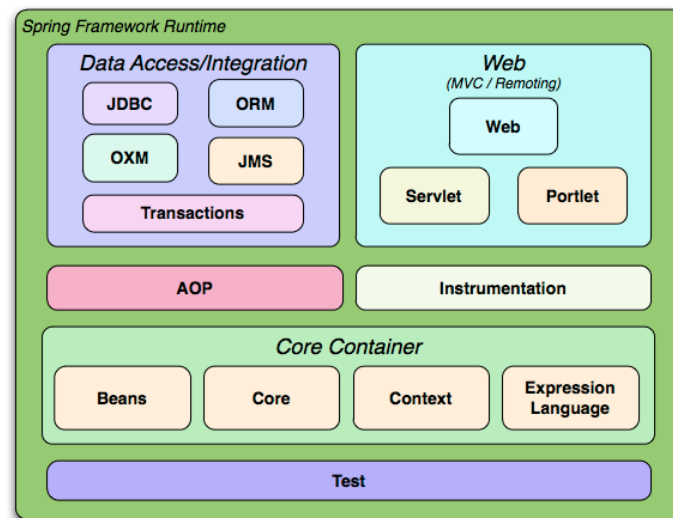 Spring Framework Runtime
Data Access/Integration
JDBC
ORM
OXM
JMS
Transactions
Web
(MVC / Remoting)
Web
Servlet
Portlet
AOP
Instrumentation
Core Container
Beans
Core
Context
Expression
Language
Test